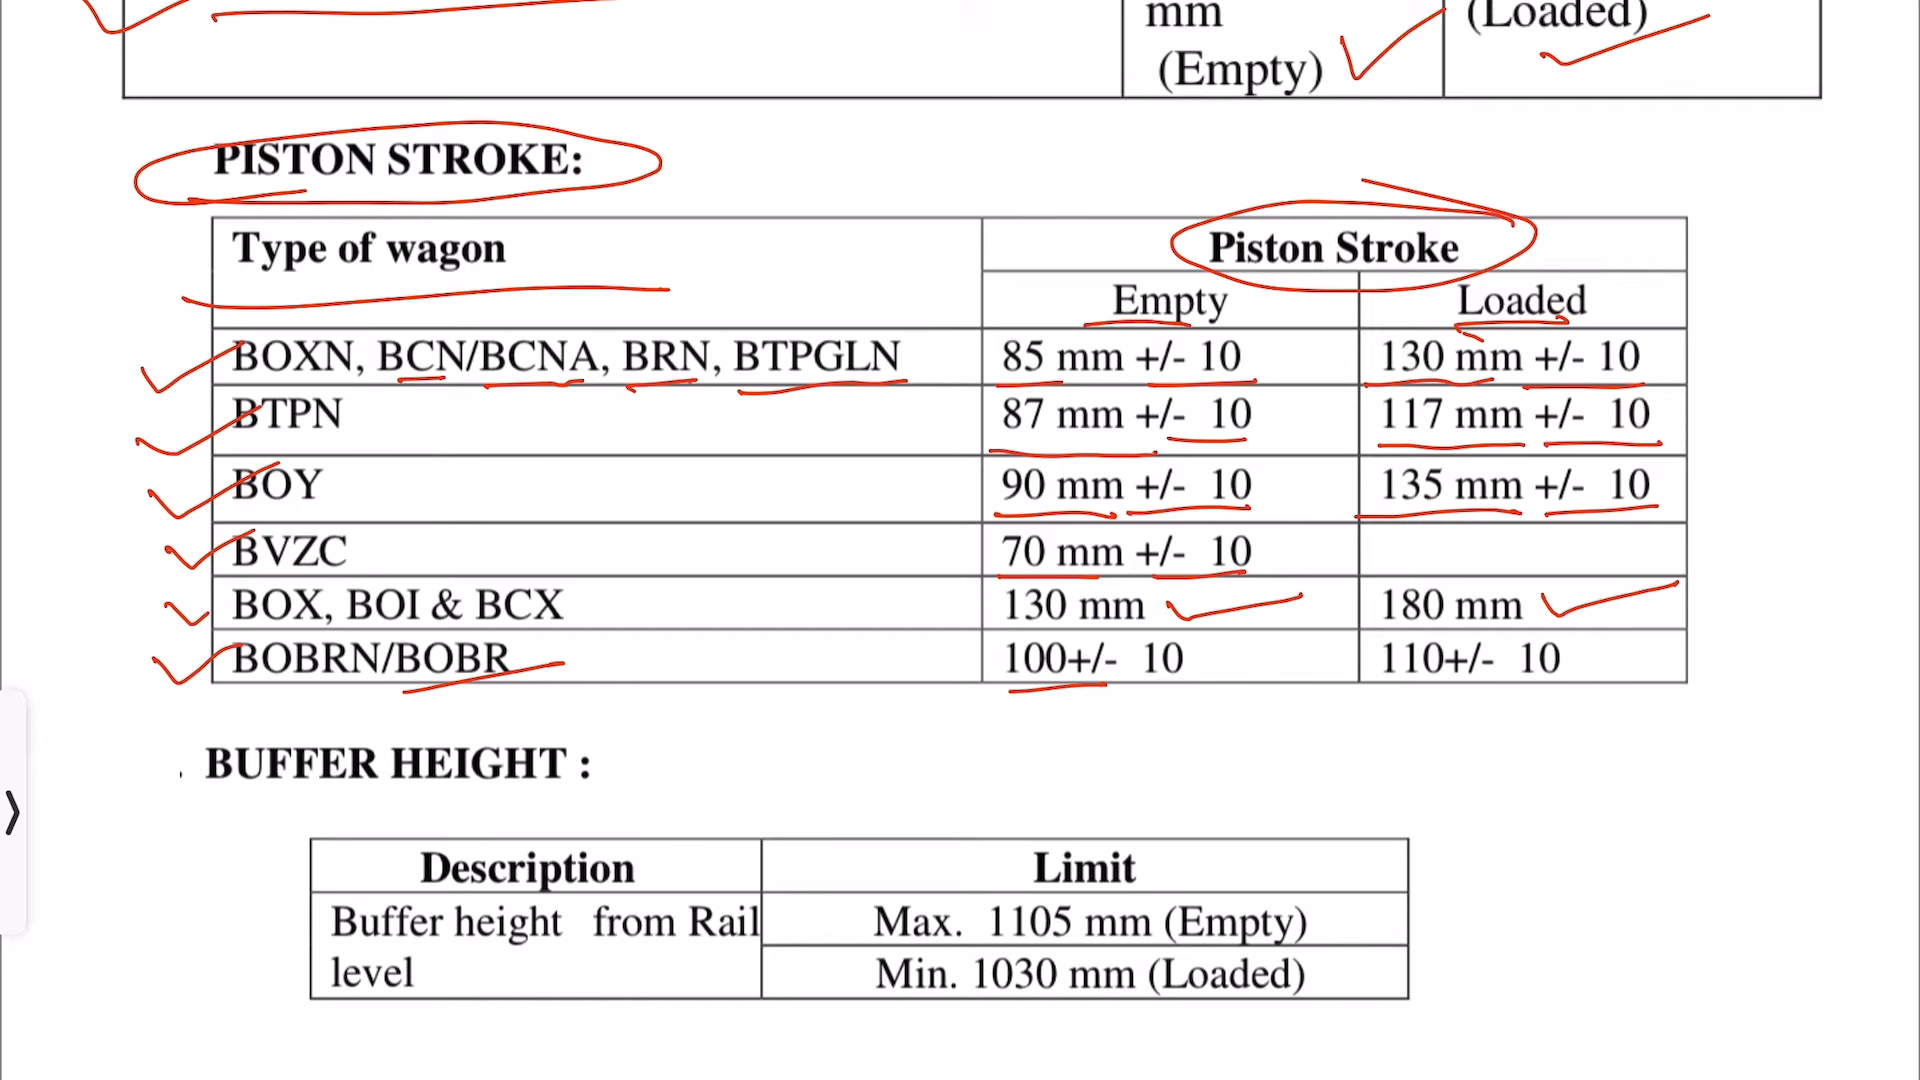 mm
(Loaded)
(Empty)
PISTON STROKE:
Type of wagon
Piston Stroke
Empty
Loaded
BOXN, BCN/BCNA, BRN, BTPGLN
85 mm +/- 10
130 mm +/- 10
BTPN
87 mm +/- 10
117 mm +/- 10
BOY
90 mm +/- 10
135 mm +/- 10
BVZC
70 mm +/- 10
BOX, BOI & BCX
130 mm
180 mm
BOBRN/BOBR
100+/- 10
110+/- 10
. BUFFER HEIGHT :
Description
Limit
Buffer height from Rail
level
Max. 1105 mm (Empty)
Min. 1030 mm (Loaded)